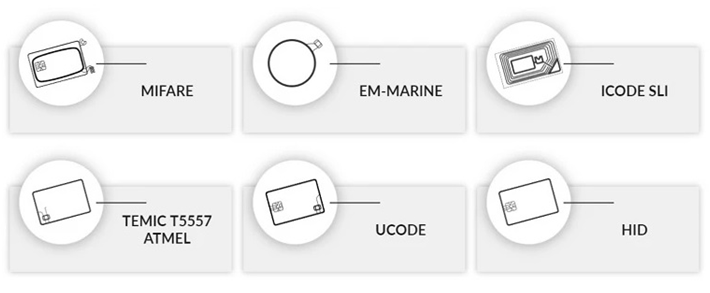 MIFARE
EM-MARINE
ICODE SLI
TEMIC T5557
ATMEL
UCODE
HID